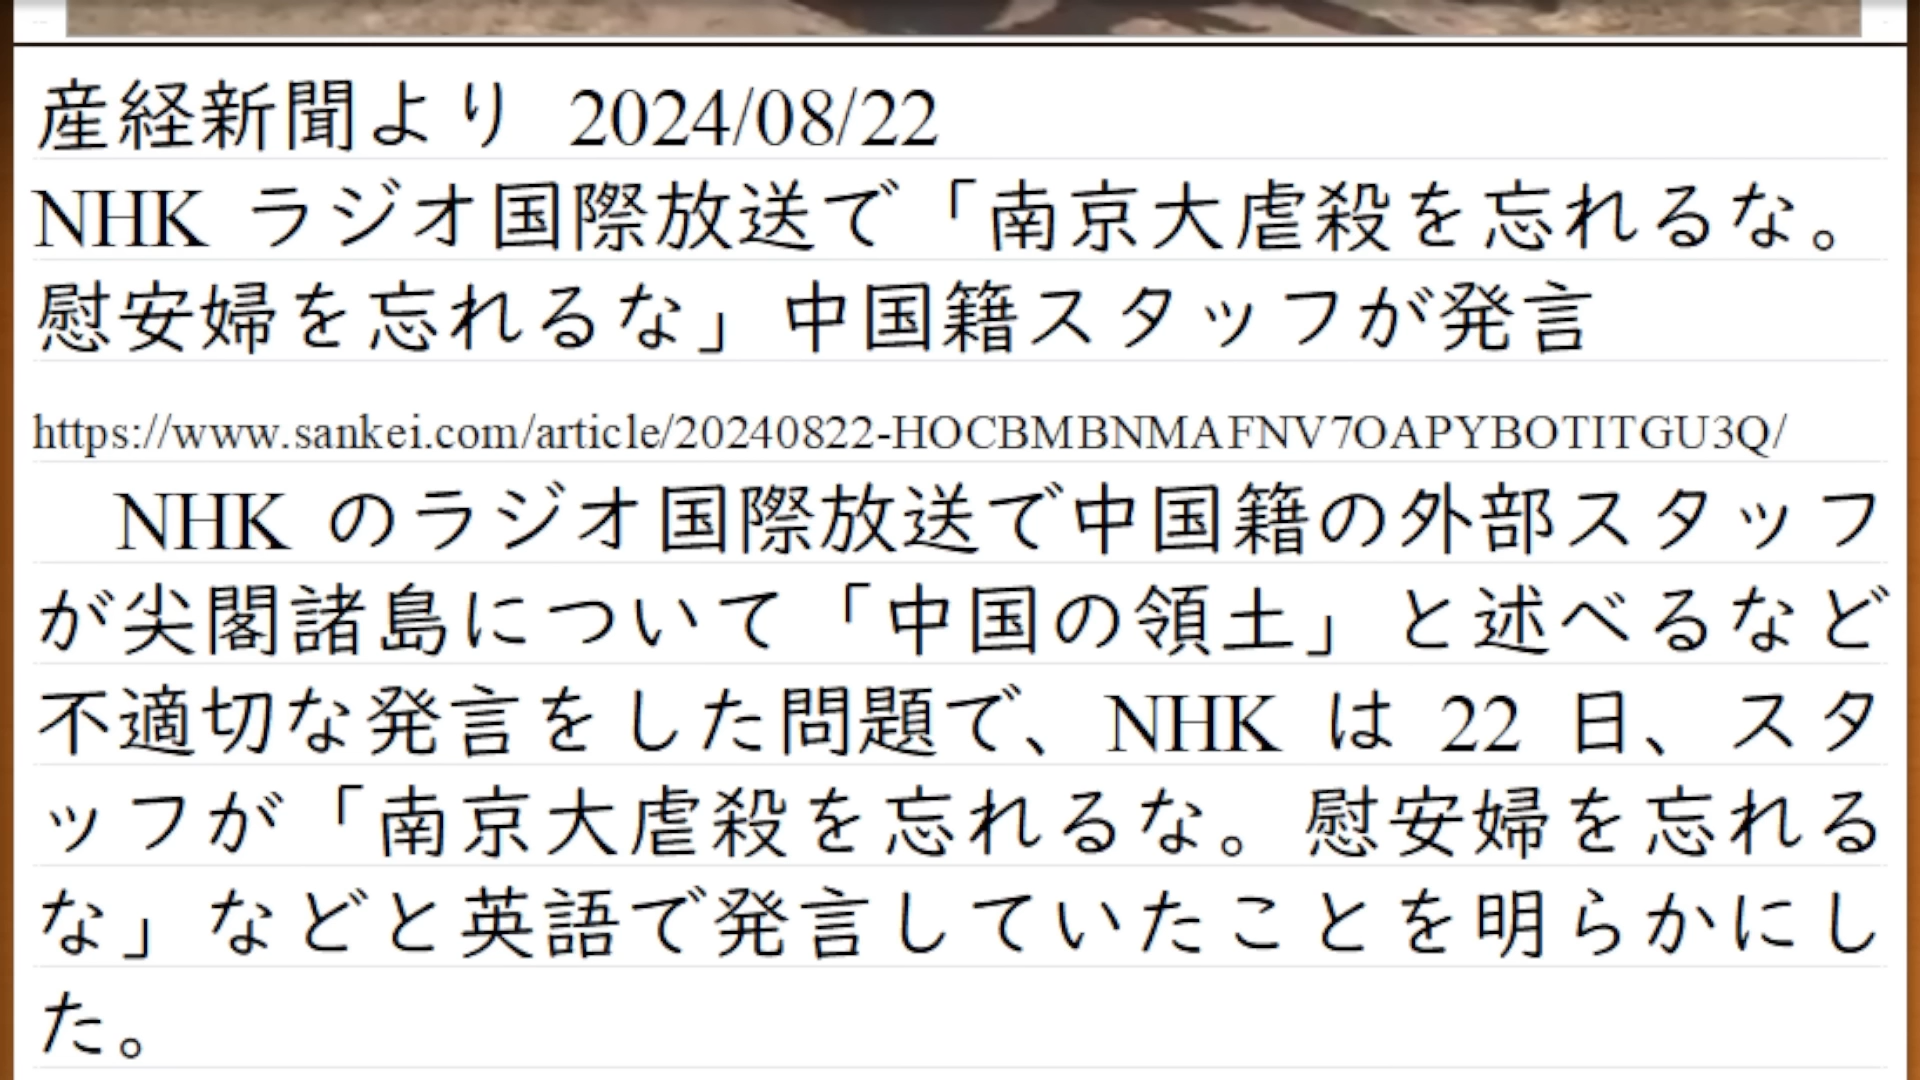 産経新聞より 2024/08/22
NHK ラジオ国際放送で「南京大虐殺を忘れるな。
慰安婦を忘れるな」中国籍スタッフが発言
https://www.sankei.com/article/20240822-HOCBMBNMAFNV7OAPYBOTITGU3Q/
　NHK のラジオ国際放送で中国籍の外部スタッフ
が尖閣諸島について「中国の領土」と述べるなど
不適切な発言をした問題で、NHK は 22 日、スタ
ッフが「南京大虐殺を忘れるな。慰安婦を忘れる
な」などと英語で発言していたことを明らかにし
た。